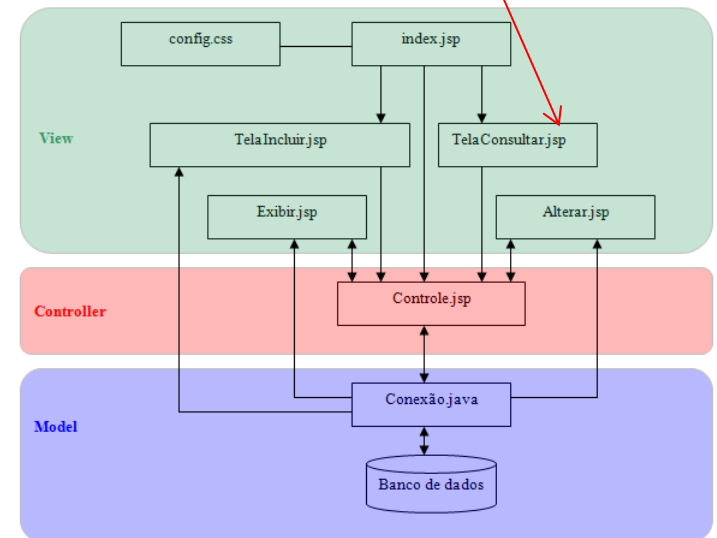 config.css
index.jsp
View
TelaIncluir.jsp
TelaConsultar.jsp
Exibir.jsp
Alterar.jsp
Controller
Controle.jsp
Conexão.java
Model
Banco de dados